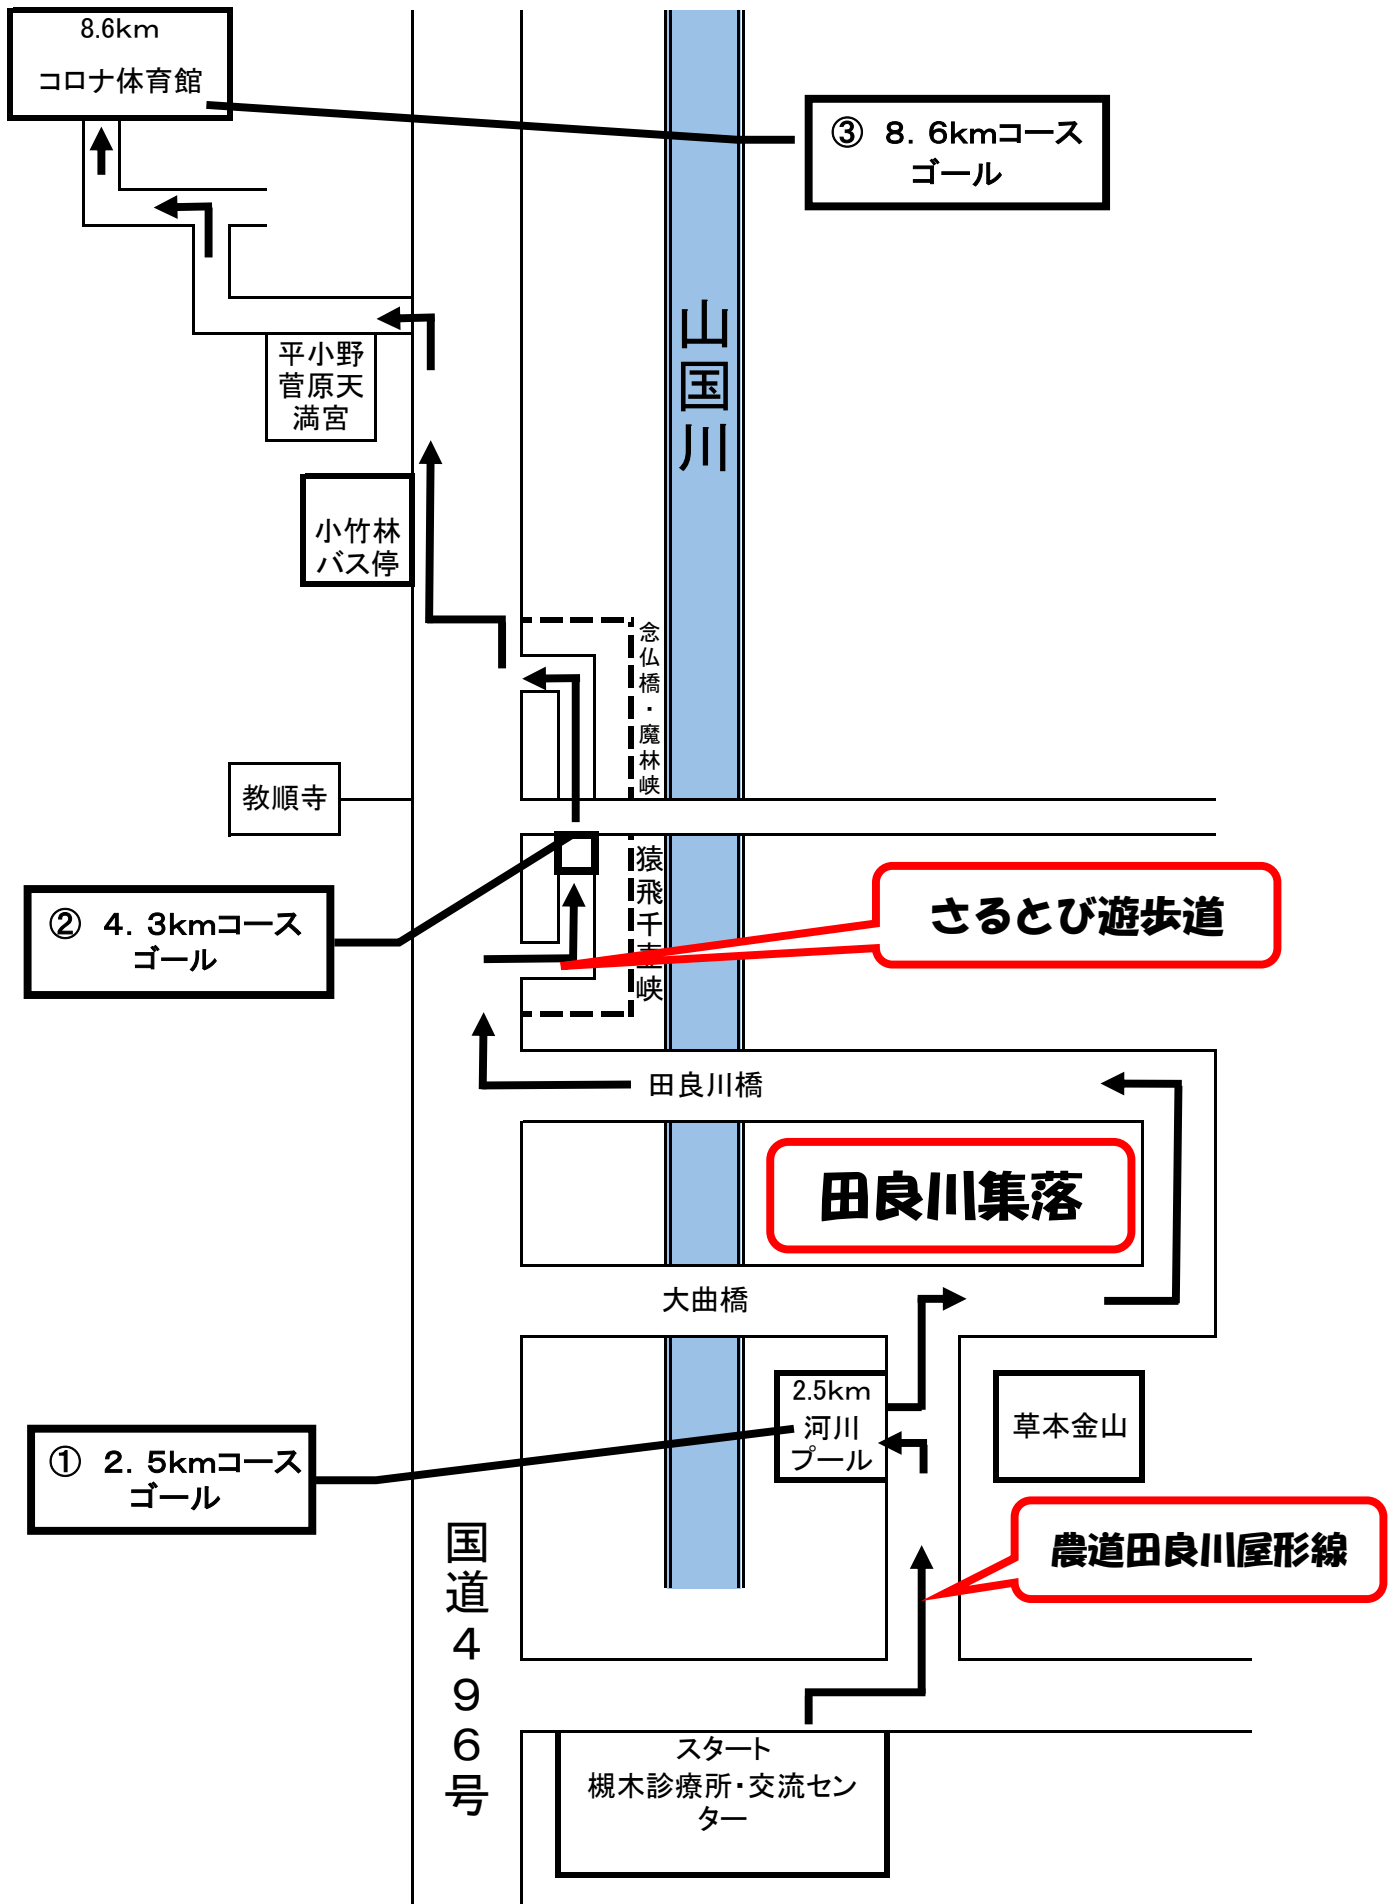 8.6km
コロナ体育館
③ 8.6kmコース
ゴール
山国川
平小野
菅原天
満宮
小竹林
バス停
念仏橋・魔林峡
教順寺
猿飛千壺峡
さるとび遊歩道
② 4.3kmコース
ゴール
田良川橋
田良川集落
大曲橋
2.5km
河川
プール
草本金山
① 2.5kmコース
ゴール
農道田良川屋形線
国道496号
スタート
槻木診療所・交流セン
ター